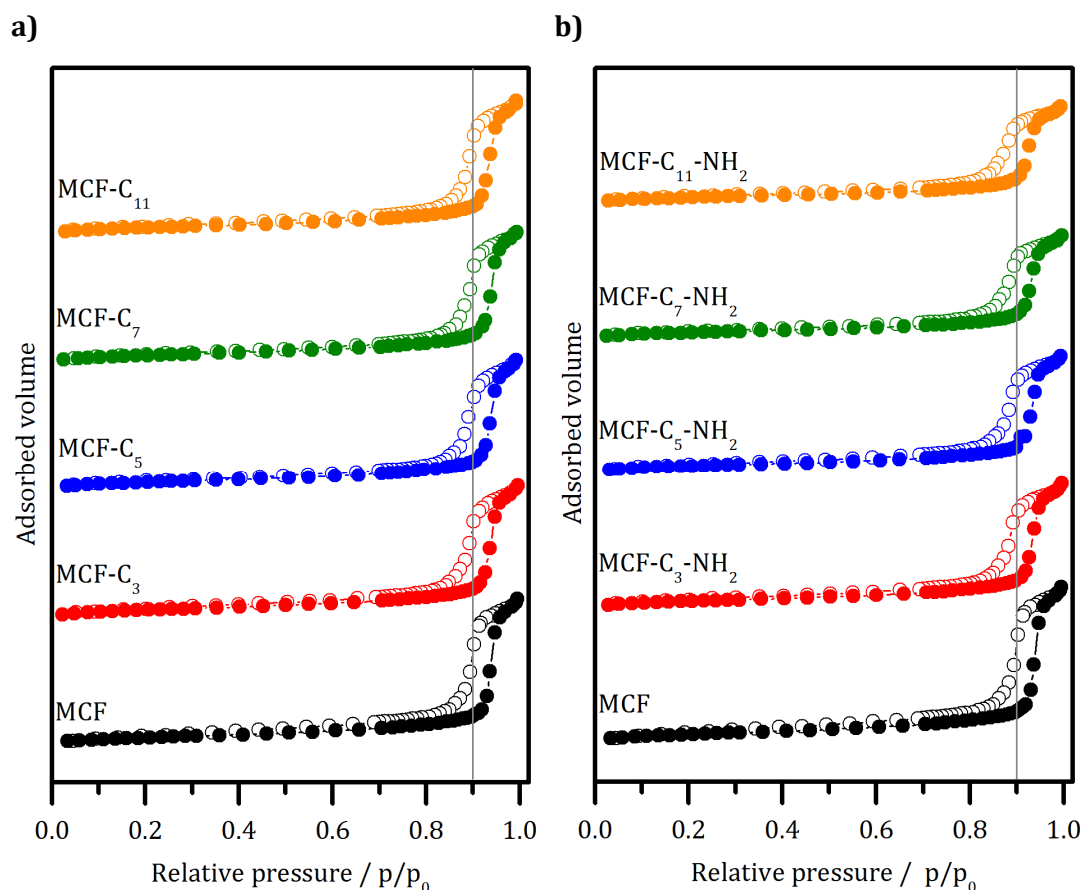 a)
Adsorbed volume
MCF-C₁₁
MCF-C₇
MCF-C₅
MCF-C₃
MCF
0.0 0.2 0.4 0.6 0.8 1.0
Relative pressure / p/p₀
b)
Adsorbed volume
MCF-C₁₁-NH₂
MCF-C₇-NH₂
MCF-C₅-NH₂
MCF-C₃-NH₂
MCF
0.0 0.2 0.4 0.6 0.8 1.0
Relative pressure / p/p₀